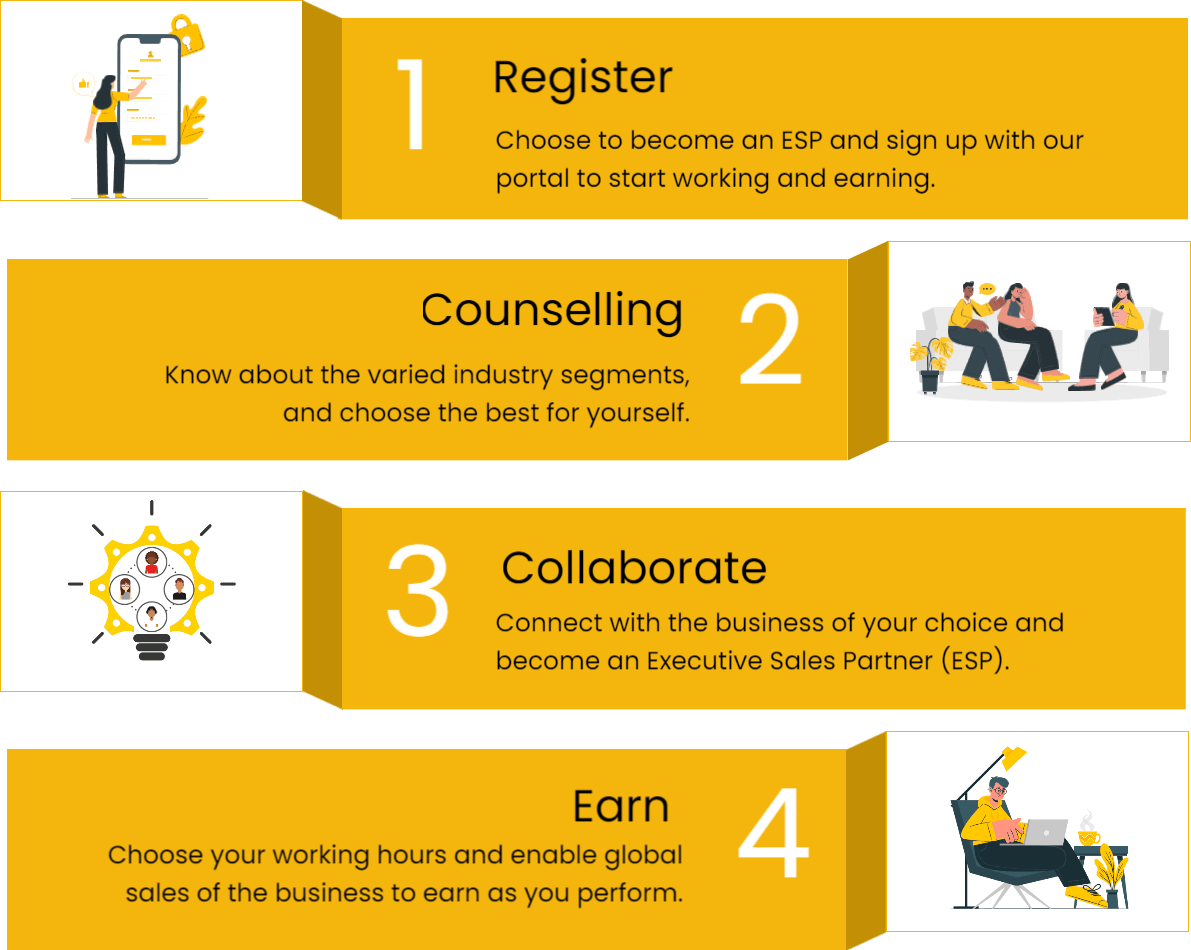 1
Register
Choose to become an ESP and sign up with our
portal to start working and earning.
Counselling
2
Know about the varied industry segments,
and choose the best for yourself.
3
Collaborate
Connect with the business of your choice and
become an Executive Sales Partner (ESP).
Earn
4
Choose your working hours and enable global
sales of the business to earn as you perform.